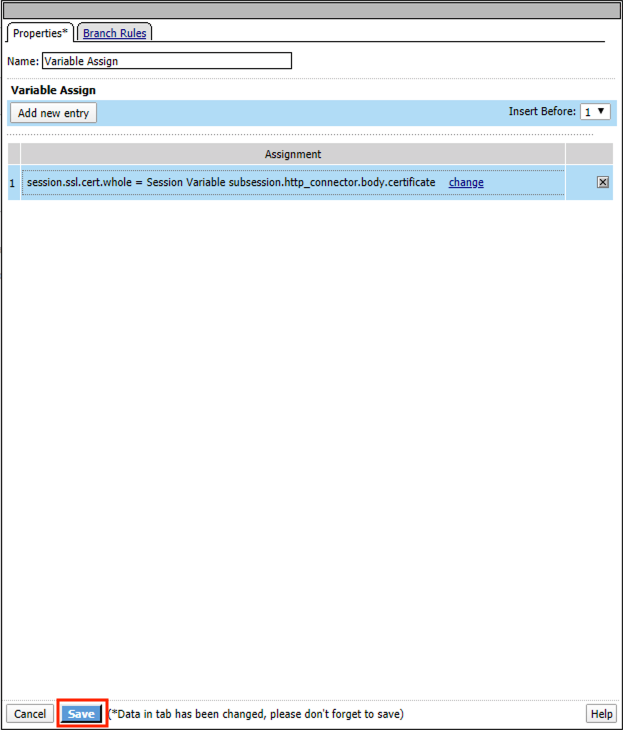 Properties* Branch Rules
Name: Variable Assign
Variable Assign
Add new entry Insert Before: 1
Assignment
1 session.ssl.cert.whole = Session Variable subsession.http_connector.body.certificate change
Cancel Save (*Data in tab has been changed, please don't forget to save) Help